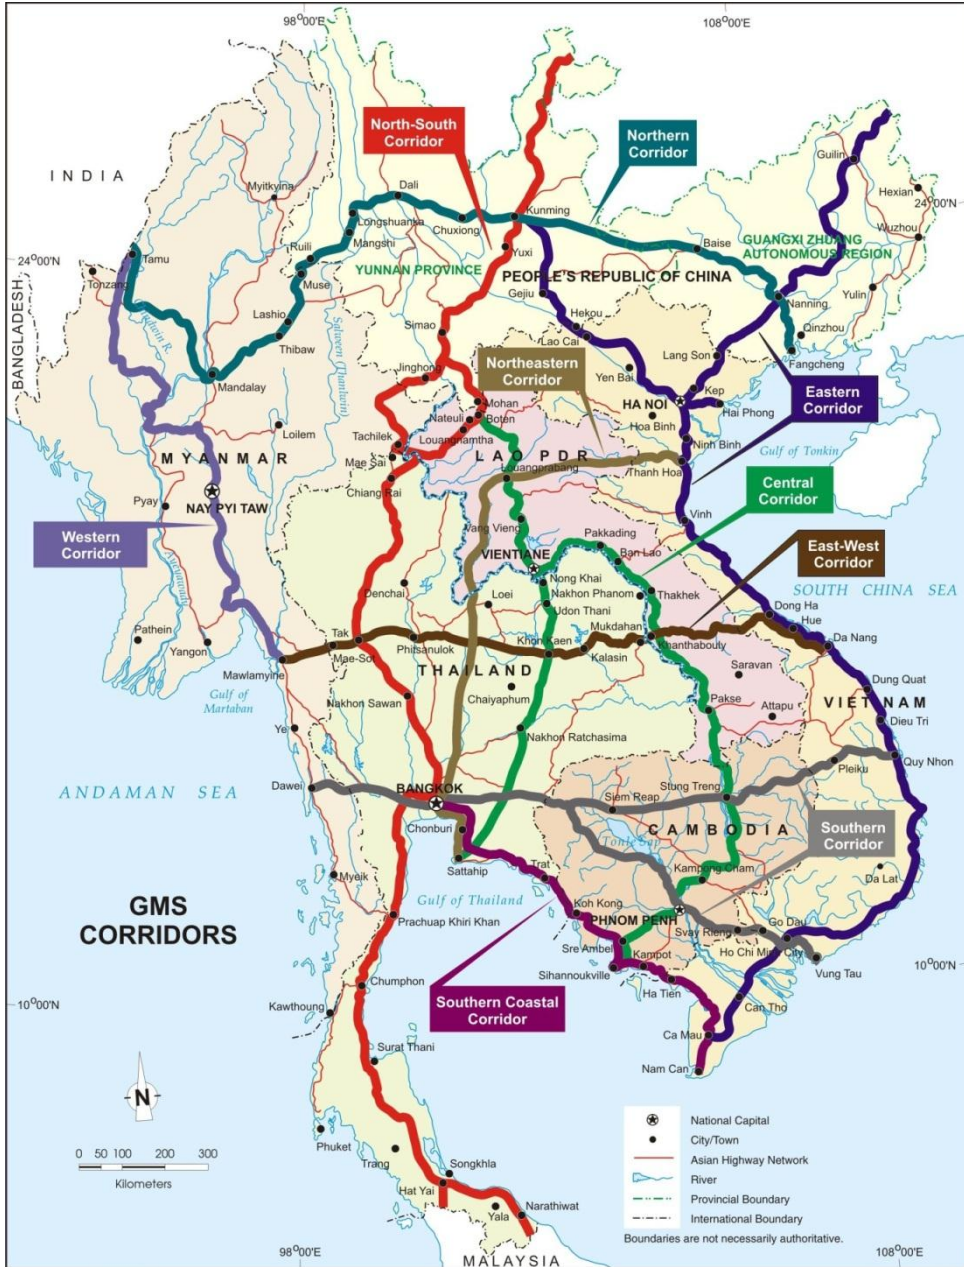 98°00'E
108°00'E
North-South
Corridor
Northern
Corridor
INDIA
Guilin
Dali
Hexian
Myitkyina
24°00'N
Longshuanka
Kunming
Chuxiong
Wuzhou
Mangshi
Baise
GUANGXI ZHUANG
AUTONOMOUS REGION
Tamu
Ruili
Yuxi
24°00'N
YUNNAN PROVINCE
PEOPLE'S REPUBLIC OF CHINA
Tonzang
Muse
Gejiu
Yulin
Nanning
BANGLADESH
Lashio
Hekou
Simao
Lao Cai
Qinzhou
Thibaw
Salween (Thanlwin)
Lang Son
Fangcheng
Northeastern
Corridor
Jinghong
Yen Bai
Mandalay
Kep
Eastern
Corridor
Mohan
HA NOI
Nateuli
Boten
Hai Phong
Loilem
Hoa Binh
Louangnamtha
Tachilek
Ninh Binh
MYANMAR
LAO PDR
Gulf of Tonkin
Mae Sai
Louangprabang
Thanh Hoa
Chiang Rai
Central
Corridor
Pyay
NAY PYI TAW
Vinh
Vang Vieng
Western
Corridor
Pakkading
VIENTIANE
Ban Lao
East-West
Corridor
Nong Khai
Denchai
Loei
Nakhon Phanom
Thakhek
SOUTH CHINA SEA
Udon Thani
Dong Ha
Pathein
Mukdahan
Hue
Tak
Yangon
Phitsanulok
Khon Kaen
Da Nang
Mae-Sot
Kalasin
Khanthabouly
Mawlamyine
THAILAND
Saravan
Gulf of
Martaban
Chaiyaphum
Dung Quat
Nakhon Sawan
Pakse
VIET NAM
Attapu
Ye
Dieu Tri
Nakhon Ratchasima
Pleiku
Quy Nhon
ANDAMAN SEA
Dawei
BANGKOK
Stung Treng
Siem Reap
Chonburi
CAMBODIA
Southern
Corridor
Tonle Sap
Sattahip
Myeik
Trat
Kampong Cham
Da Lat
Gulf of Thailand
Koh Kong
GMS
CORRIDORS
Prachuap Khiri Khan
PHNOM PENH
Go Dau
Svay Rieng
Sre Ambel
Ho Chi Minh City
Kampot
Vung Tau
10°00'N
Sihannoukville
Chumphon
Ha Tien
10°00'N
Kawthoung
Southern Coastal
Corridor
Can Tho
Ca Mau
Surat Thani
Nam Can
N
National Capital
Phuket
City/Town
Trang
Asian Highway Network
0 50 100 200 300
Songkhla
River
Kilometers
Hat Yai
Provincial Boundary
Narathiwat
Yala
International Boundary
Boundaries are not necessarily authoritative.
98°00'E
MALAYSIA
108°00'E